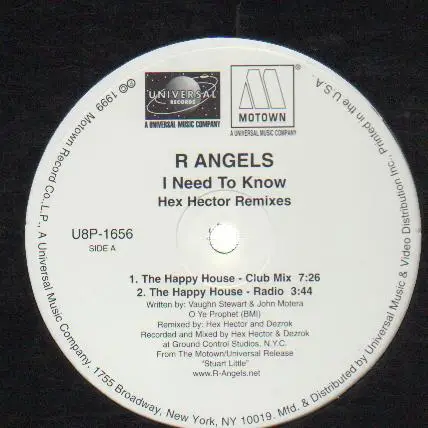 UNIVERSAL
RECORDS
A UNIVERSAL MUSIC COMPANY
M
®
MOTOWN
A UNIVERSAL MUSIC COMPANY
R ANGELS
I Need To Know
Hex Hector Remixes
U8P-1656
SIDE A
1. The Happy House - Club Mix 7:26
2. The Happy House - Radio 3:44
Written by: Vaughn Stewart & John Motera
O Ye Prophet (BMI)
Remixed by: Hex Hector and Dezrok
Recorded and Mixed by Hex Hector & Dezrok
at Ground Control Studios, N.Y.C.
From The Motown/Universal Release
"Stuart Little"
www.R-Angels.net
℗© 1999 Motown Record Co., L.P., A Universal Music Company. 1755 Broadway, New York, NY 10019. Mfd. & Distributed by Universal Music & Video Distribution Inc. Printed in the U.S.A.